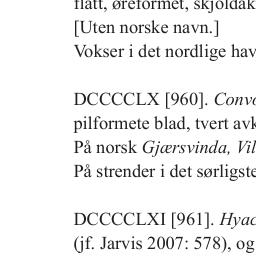 flatt, øreformet, skjoldak
[Uten norske navn.]
Vokser i det nordlige hav
DCCCCLX [960]. Convo
pilformete blad, tvert avk
På norsk Gjærsvinda, Vil
På strender i det sørligste
DCCCCLXI [961]. Hyac
(jf. Jarvis 2007: 578), og